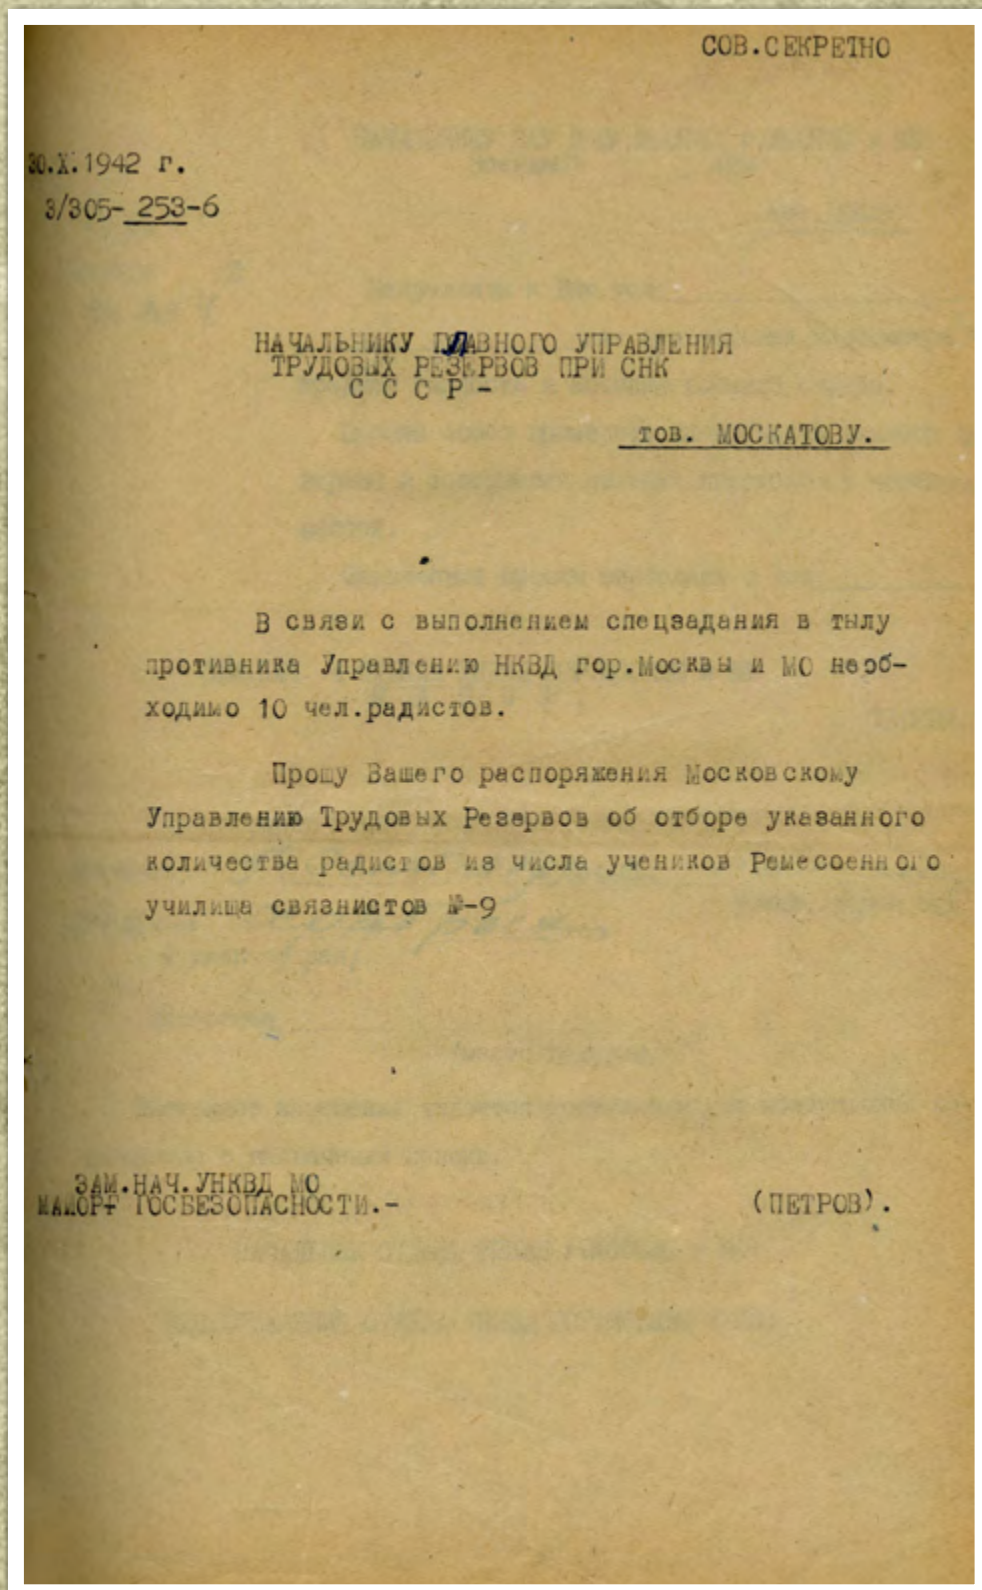 СОВ.СЕКРЕТНО
30.X.1942 г.
3/305-253-6
НАЧАЛЬНИКУ ГЛАВНОГО УПРАВЛЕНИЯ
ТРУДОВЫХ РЕЗЕРВОВ ПРИ СНК
С С С Р -
тов. МОСКАТОВУ.
В связи с выполнением спецзадания в тылу
противника Управлению НКВД гор.Москвы и МО необ-
ходимо 10 чел.радистов.
Прошу Вашего распоряжения Московскому
Управлению Трудовых Резервов об отборе указанного
количества радистов из числа учеников Ремесоенного
училища связнистов №-9
ЗАМ.НАЧ.УНКВД МО
МАЙОР ГОСБЕЗОПАСНОСТИ.-
(ПЕТРОВ).